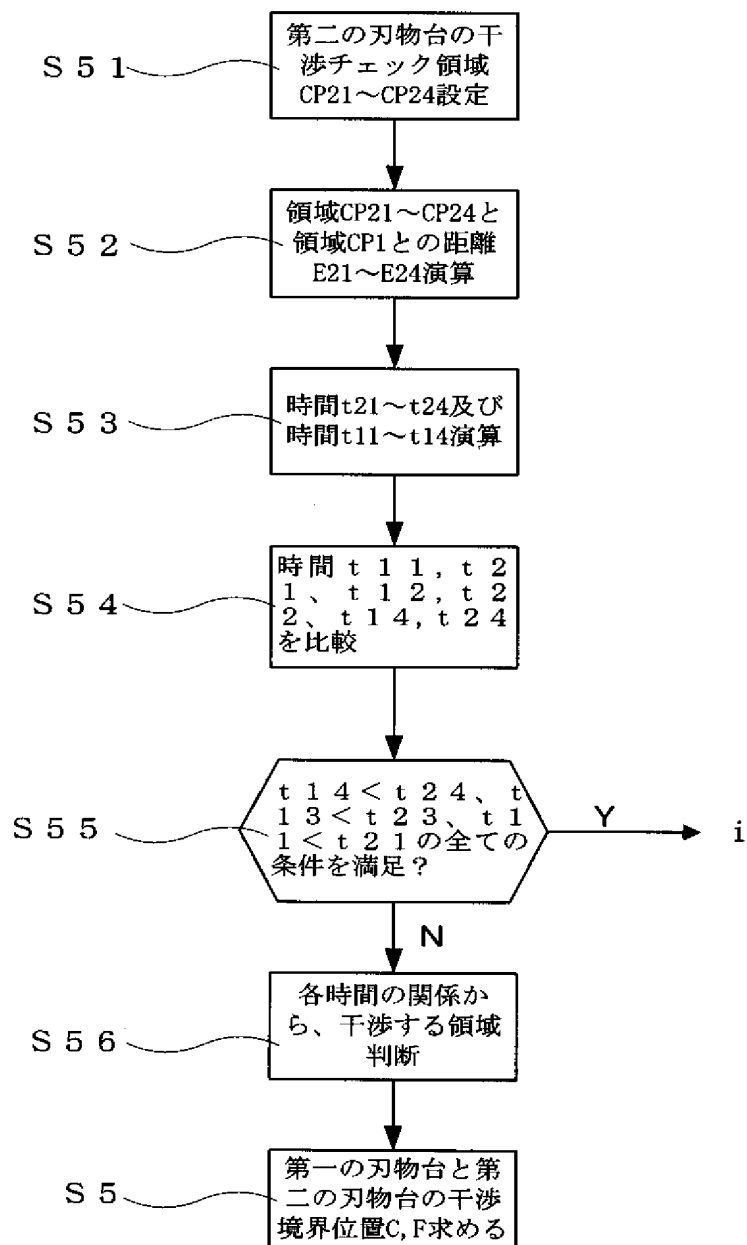 S51
第二の刃物台の干
渉チェック領域
CP21~CP24設定
S52
領域CP21~CP24と
領域CP1との距離
E21~E24演算
S53
時間t21~t24及び
時間t11~t14演算
S54
時間t11,t2
1、t12,t2
2、t14,t24
を比較
S55
t14<t24、t
13<t23、t1
1<t21の全ての
条件を満足?
Y
i
N
S56
各時間の関係か
ら、干渉する領域
判断
S5
第一の刃物台と第
二の刃物台の干渉
境界位置C,F求める